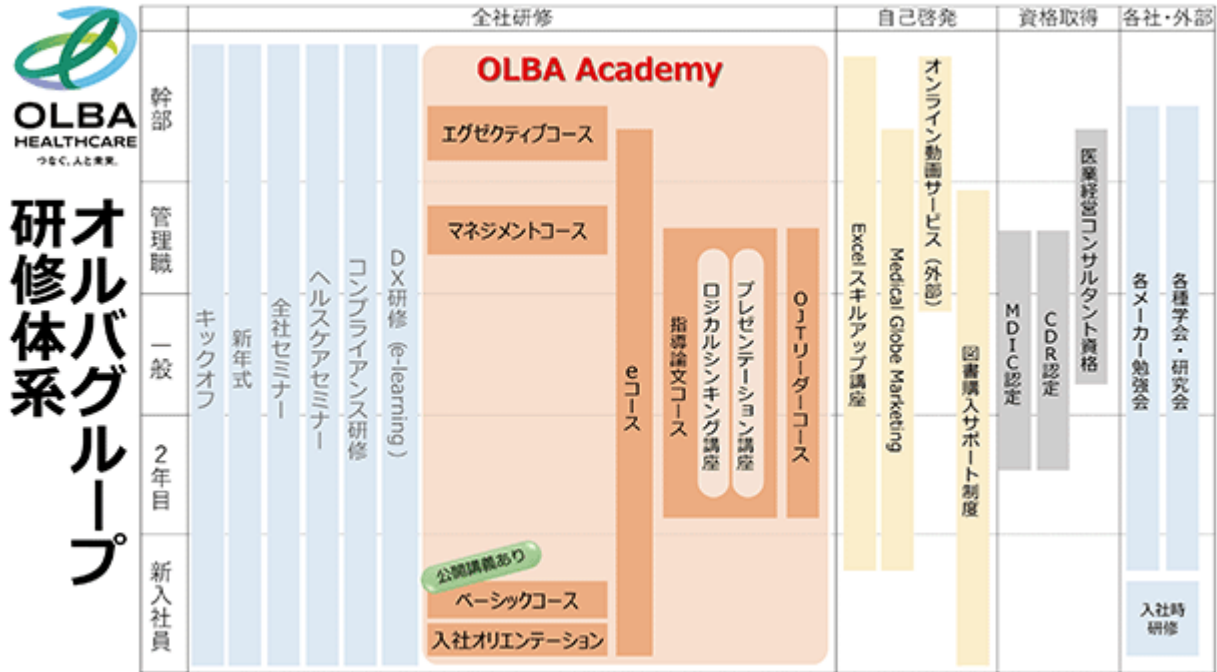 OLBA
HEALTHCARE
つなぐ、人と未来。
オルバグループ
研修体系
全社研修
自己啓発
資格取得
各社・外部
幹部
管理職
一般
2年目
新入社員
キックオフ
新年式
全社セミナー
ヘルスケアセミナー
コンプライアンス研修
DX研修（e-learning）
OLBA Academy
エグゼクティブコース
マネジメントコース
公開講義あり
ベーシックコース
入社オリエンテーション
eコース
指導論文コース
ロジカルシンキング講座
プレゼンテーション講座
OJTリーダーコース
Excelスキルアップ講座
Medical Globe Marketing
オンライン動画サービス（外部）
図書購入サポート制度
MDIC認定
CDR認定
医業経営コンサルタント資格
各メーカー勉強会
各種学会・研究会
入社時
研修